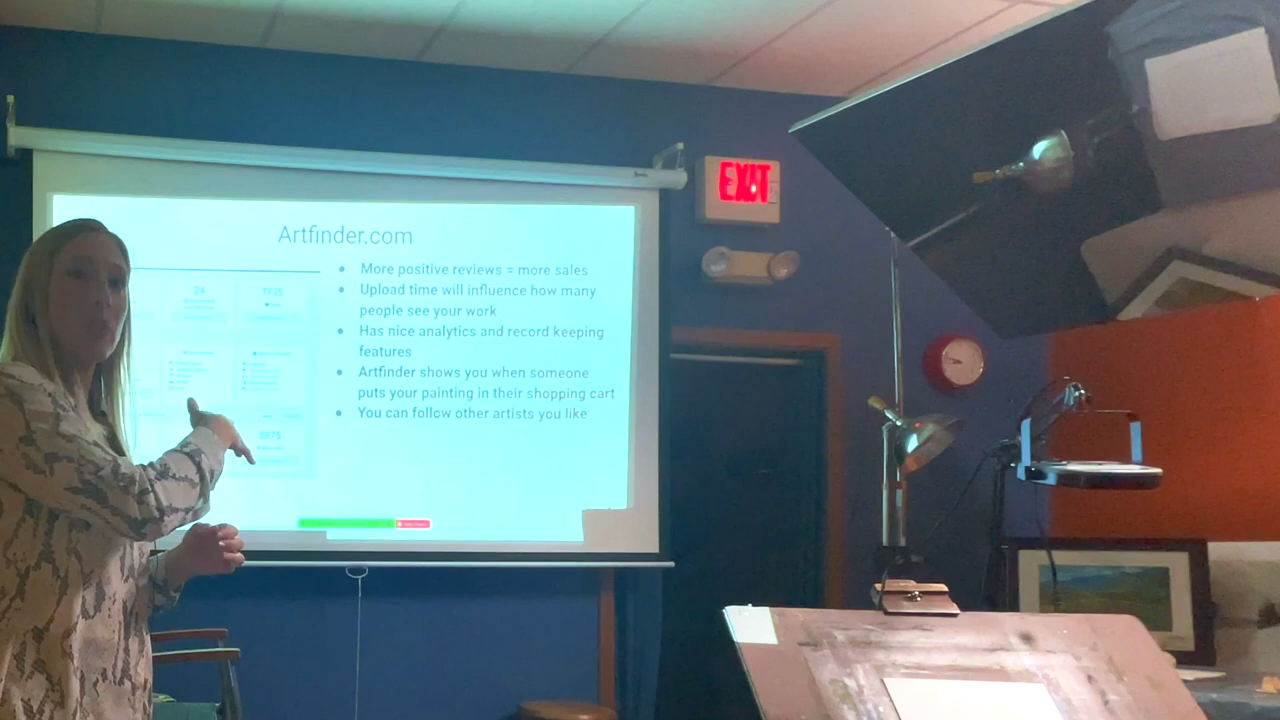 EXIT
Artfinder.com
• More positive reviews = more sales
• Upload time will influence how many
people see your work
• Has nice analytics and record keeping
features
• Artfinder shows you when someone
puts your painting in their shopping cart
• You can follow other artists you like
24
1935